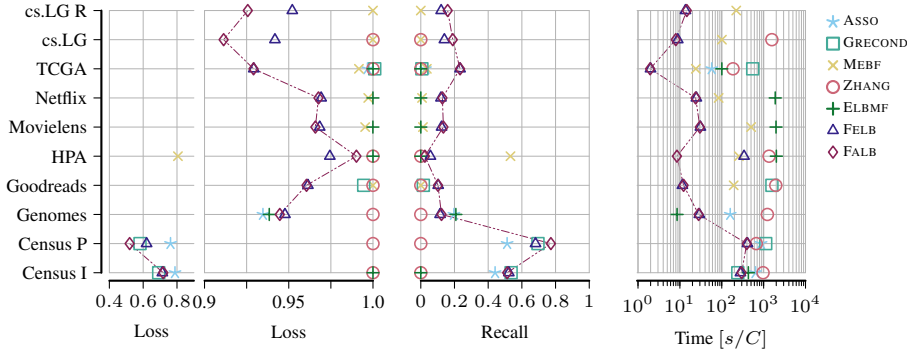 cs.LG R
cs.LG
TCGA
Netflix
Movielens
HPA
Goodreads
Genomes
Census P
Census I
0.4 0.6 0.8
Loss
0.9 0.95 1.0
Loss
0 0.2 0.4 0.6 0.8 1
Recall
10^0 10^1 10^2 10^3 10^4
Time [s/C]
ASSO
GRECOND
MEBF
ZHANG
ELBMF
FELB
FALB